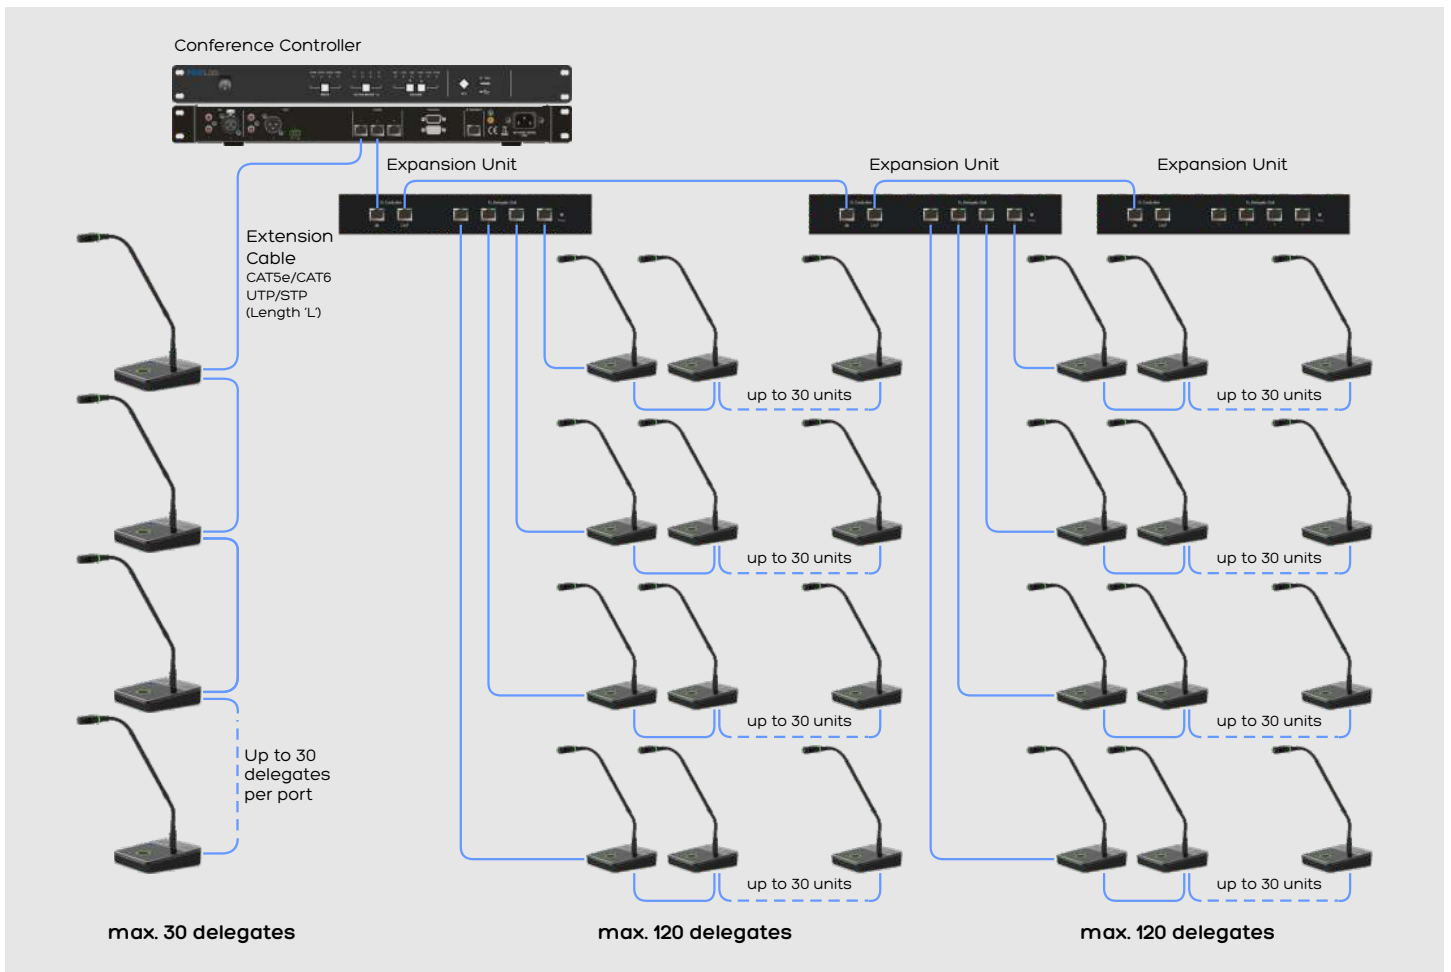 Conference Controller
Expansion Unit
Expansion Unit
Expansion Unit
Extension
Cable
CAT5e/CAT6
UTP/STP
(Length ‘L’)
up to 30 units
up to 30 units
up to 30 units
up to 30 units
up to 30 units
up to 30 units
Up to 30
delegates
per port
up to 30 units
up to 30 units
max. 30 delegates
max. 120 delegates
max. 120 delegates